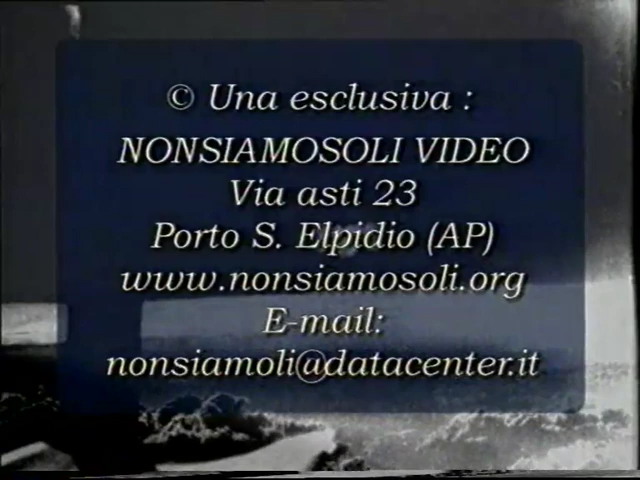 © Una esclusiva :
NONSIAMOSOLI VIDEO
Via asti 23
Porto S. Elpidio (AP)
www.nonsiamosoli.org
E-mail:
nonsiamoli@datacenter.it